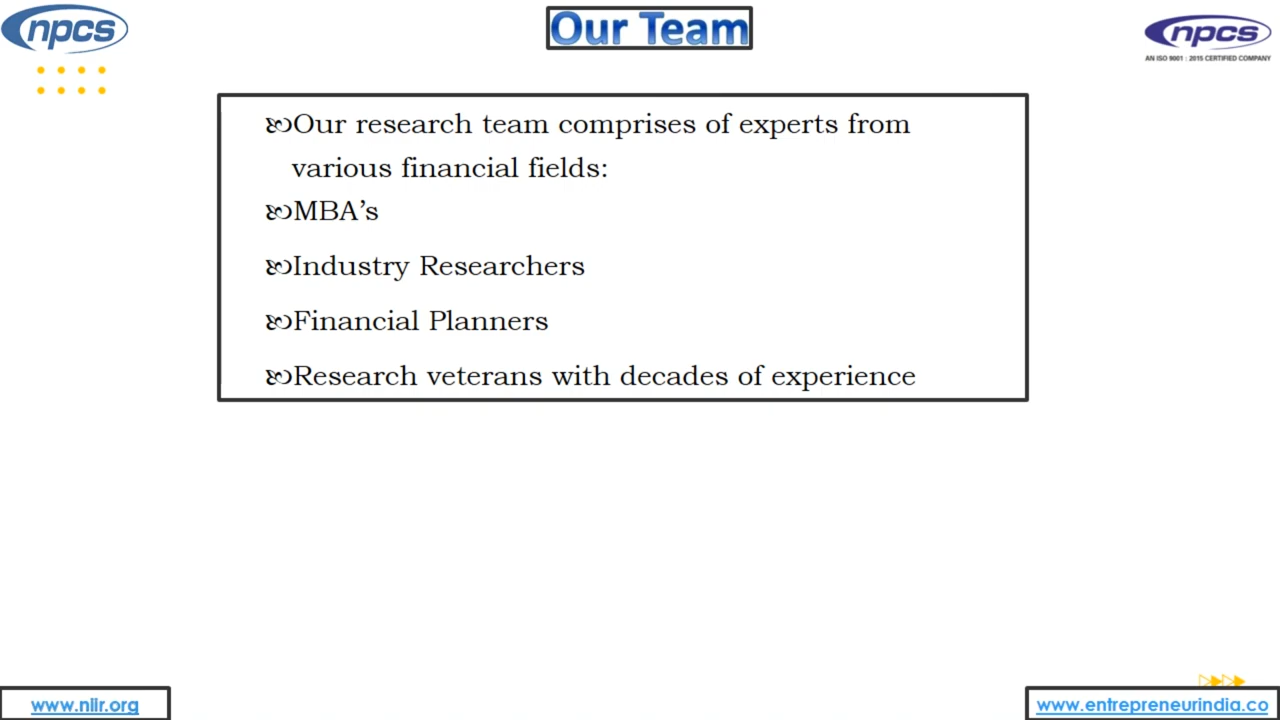 npcs
Our Team
npcs
AN ISO 9001 : 2015 CERTIFIED COMPANY
Our research team comprises of experts from
various financial fields:
MBA’s
Industry Researchers
Financial Planners
Research veterans with decades of experience
www.niir.org
www.entrepreneurindia.co